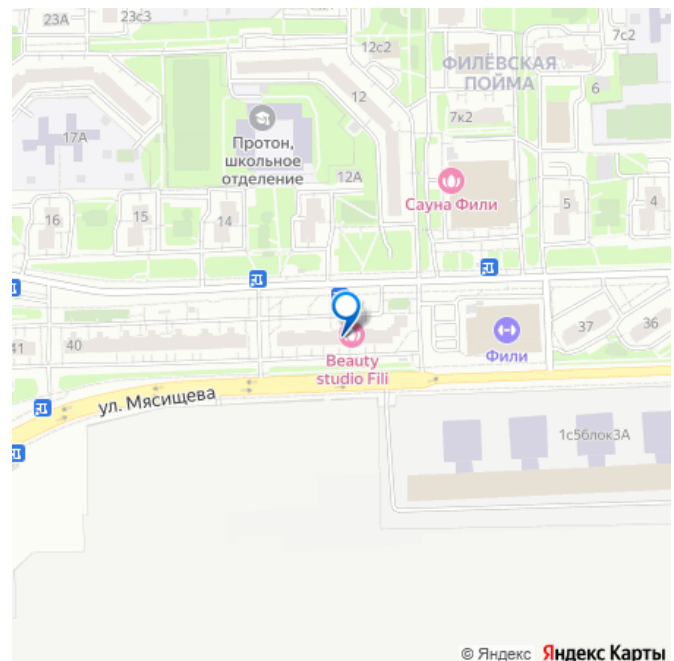 23А
23с3
12с2
7с2
ФИЛЁВСКАЯ
ПОЙМА
12
6
7к2
17А
Протон,
школьное
отделение
12А
Сауна Фили
16
15
14
5
4
41
40
Beauty
studio Fili
Фили
37
36
ул. Мясищева
1с5блок3А
© Яндекс Яндекс Карты